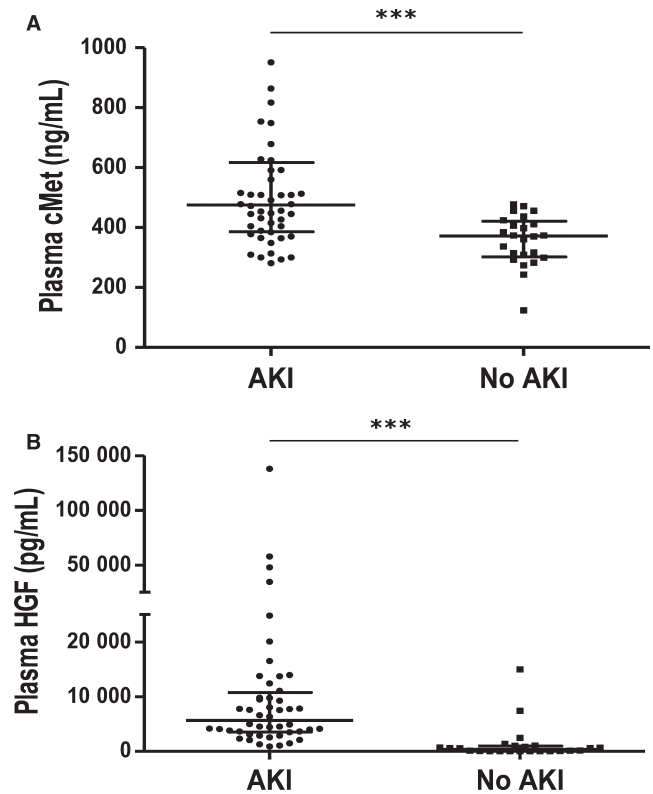 A
***
Plasma cMet (ng/mL)
1000
800
600
400
200
0
AKI No AKI
B
***
Plasma HGF (pg/mL)
150 000
100 000
50 000
20 000
10 000
0
AKI No AKI